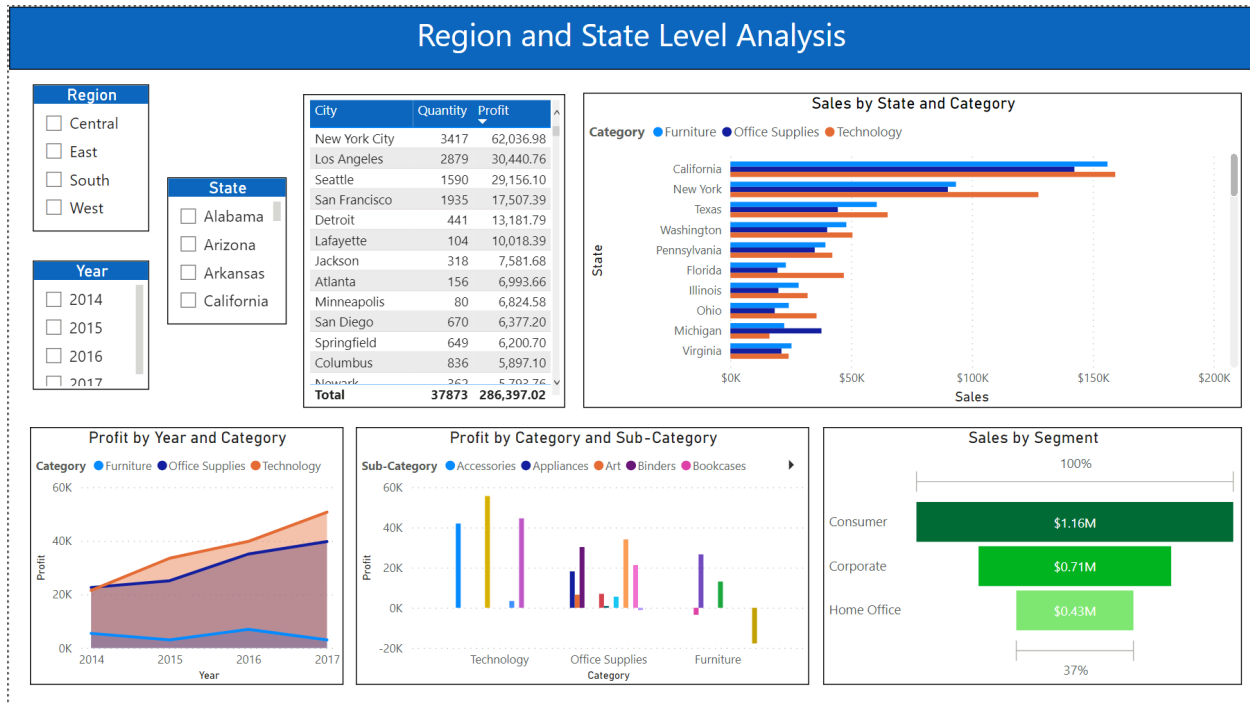 Region and State Level Analysis
Region
Central
East
South
West
Year
2014
2015
2016
2017
State
Alabama
Arizona
Arkansas
California
City Quantity Profit
New York City 3417 62,036.98
Los Angeles 2879 30,440.76
Seattle 1590 29,156.10
San Francisco 1935 17,507.39
Detroit 441 13,181.79
Lafayette 104 10,018.39
Jackson 318 7,581.68
Atlanta 156 6,993.66
Minneapolis 80 6,824.58
San Diego 670 6,377.20
Springfield 649 6,200.70
Columbus 836 5,897.10
Newark 362 5,793.76
Total 37873 286,397.02
Sales by State and Category
Category Furniture Office Supplies Technology
State
California
New York
Texas
Washington
Pennsylvania
Florida
Illinois
Ohio
Michigan
Virginia
$0K $50K $100K $150K $200K
Sales
Profit by Year and Category
Category Furniture Office Supplies Technology
Profit
60K
40K
20K
0K
2014 2015 2016 2017
Year
Profit by Category and Sub-Category
Sub-Category Accessories Appliances Art Binders Bookcases
Profit
60K
40K
20K
0K
-20K
Technology Office Supplies Furniture
Category
Sales by Segment
100%
Consumer $1.16M
Corporate $0.71M
Home Office $0.43M
37%